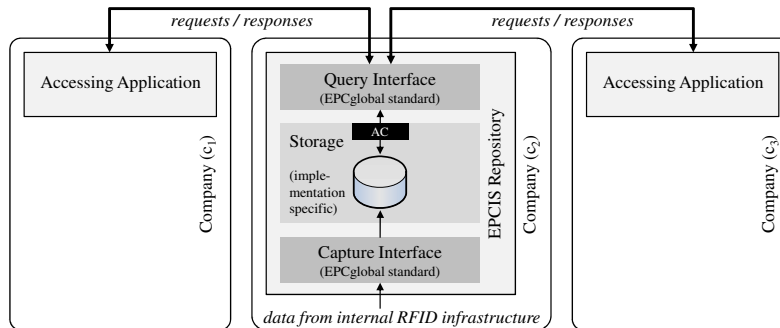 requests / responses
requests / responses
Accessing Application
Company (c1)
Query Interface
(EPCglobal standard)
AC
Storage
(imple-
mentation
specific)
Capture Interface
(EPCglobal standard)
EPCIS Repository
Company (c2)
data from internal RFID infrastructure
Accessing Application
Company (c3)